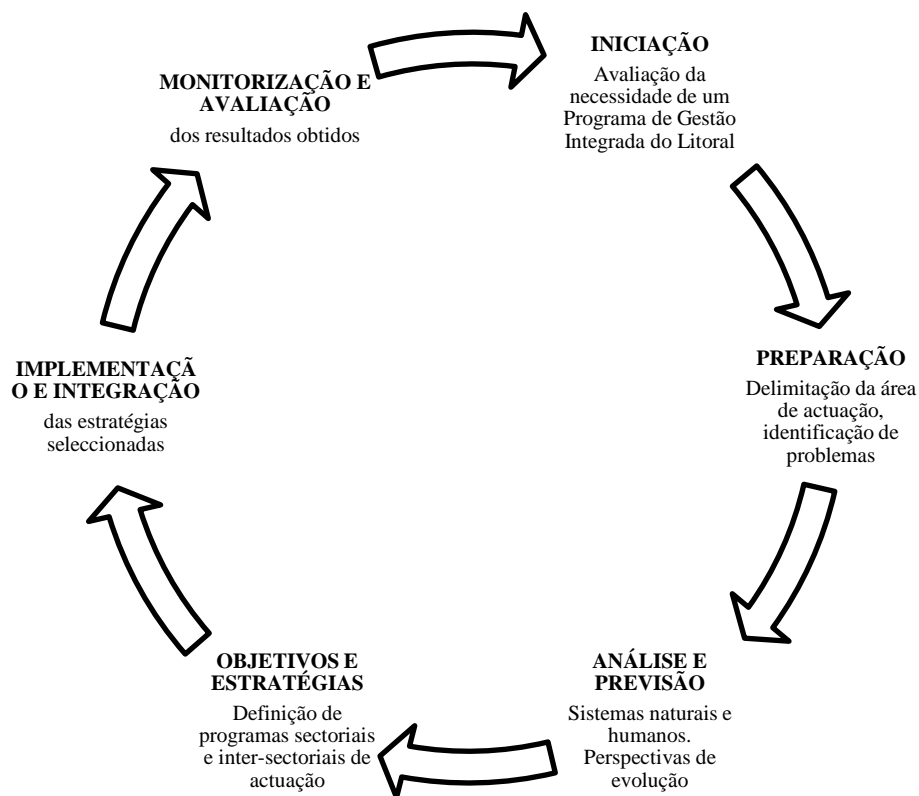 INICIAÇÃO
Avaliação da
necessidade de um
Programa de Gestão
Integrada do Litoral
PREPARAÇÃO
Delimitação da área
de actuação,
identificação de
problemas
ANÁLISE E
PREVISÃO
Sistemas naturais e
humanos.
Perspectivas de
evolução
OBJETIVOS E
ESTRATÉGIAS
Definição de
programas sectoriais
e inter-sectoriais de
actuação
IMPLEMENTAÇÃ
O E INTEGRAÇÃO
das estratégias
seleccionadas
MONITORIZAÇÃO E
AVALIAÇÃO
dos resultados obtidos